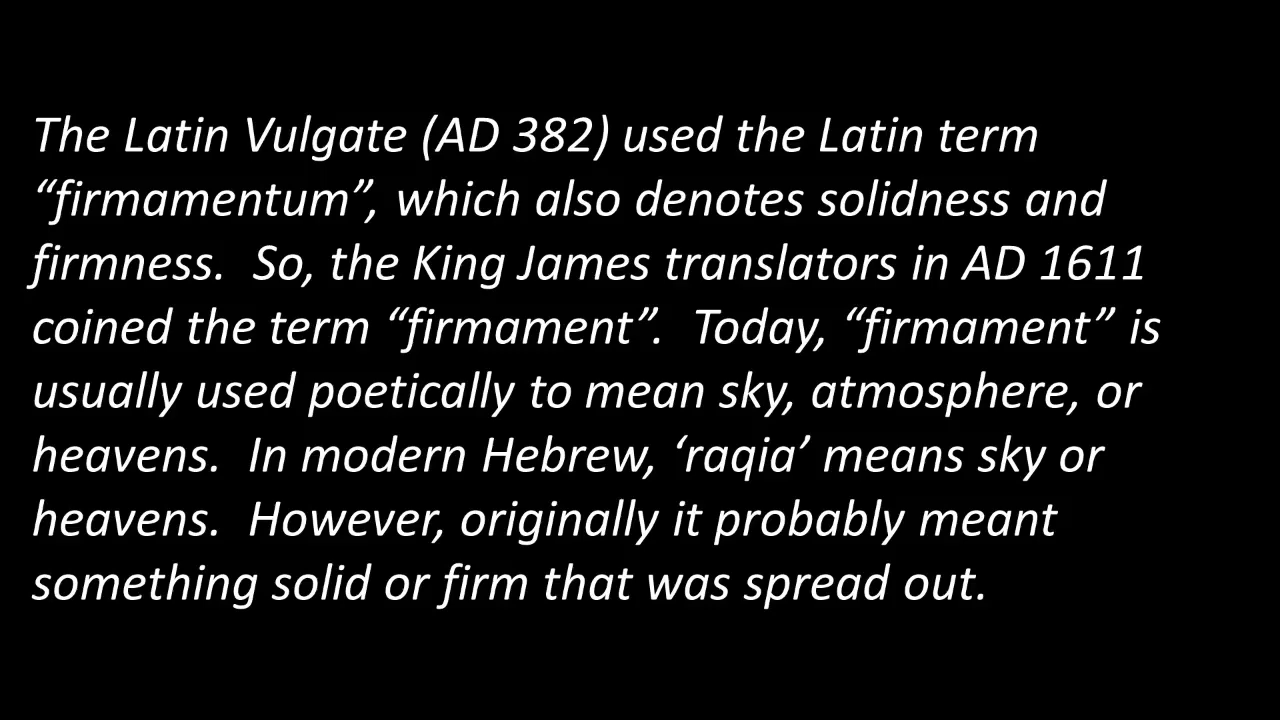 The Latin Vulgate (AD 382) used the Latin term
“firmamentum”, which also denotes solidness and
firmness.  So, the King James translators in AD 1611
coined the term “firmament”.  Today, “firmament” is
usually used poetically to mean sky, atmosphere, or
heavens.  In modern Hebrew, ‘raqia’ means sky or
heavens.  However, originally it probably meant
something solid or firm that was spread out.